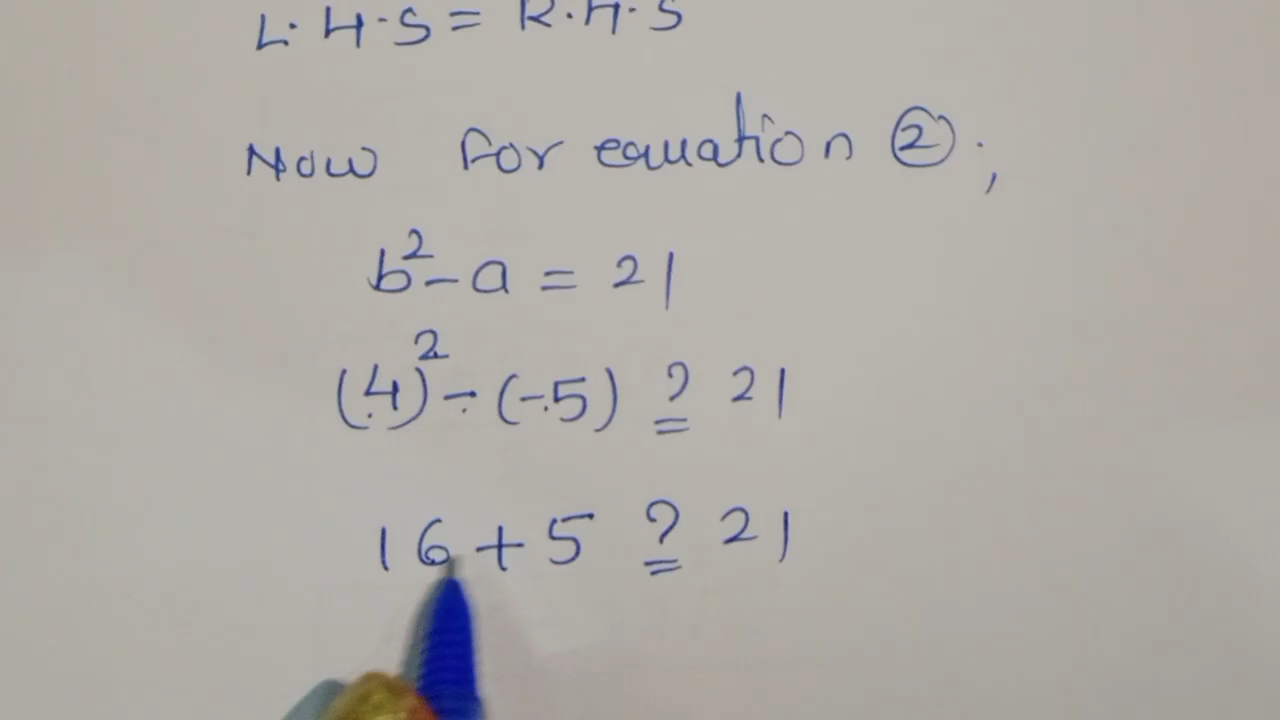 L.H.S = R.H.S
Now for equation ②;
b² - a = 21
(4)² - (-5) ≟ 21
16 + 5 ≟ 21